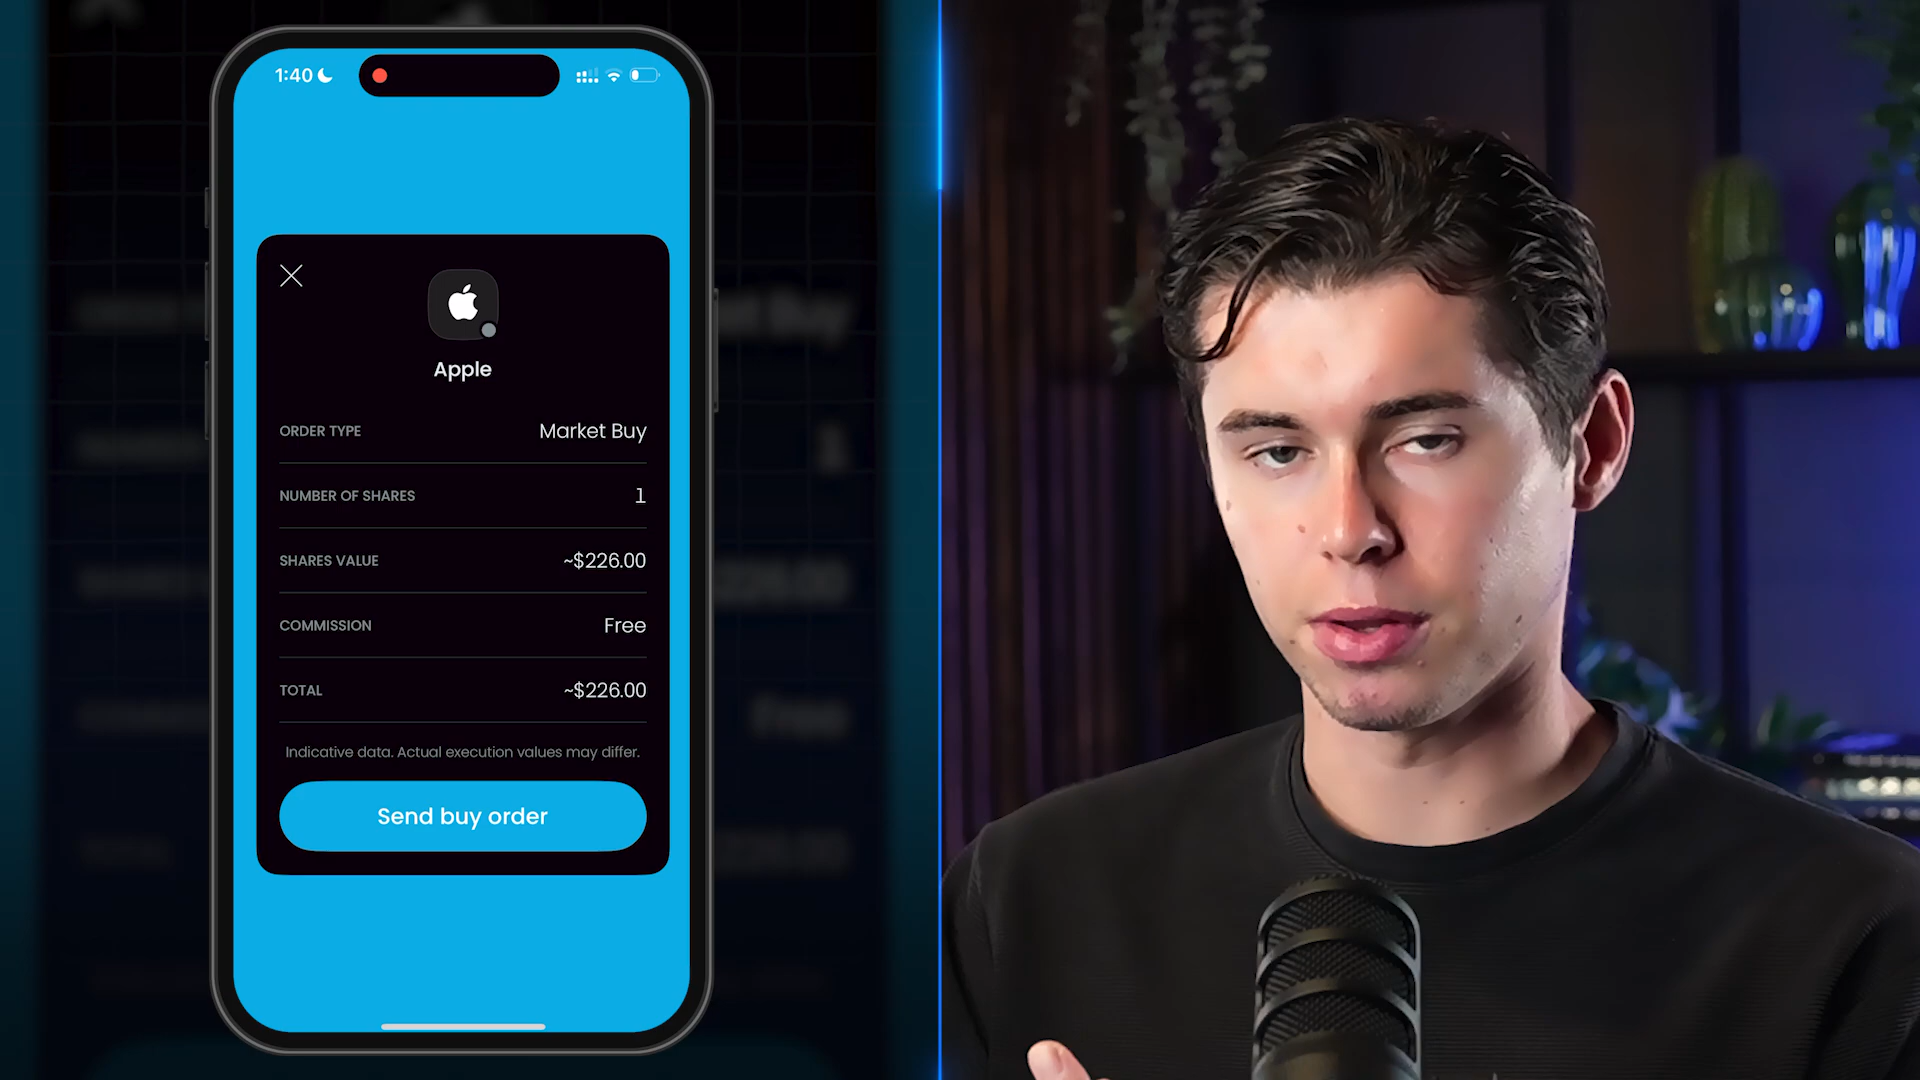 1:40
Apple
ORDER TYPE Market Buy
NUMBER OF SHARES 1
SHARES VALUE ~$226.00
COMMISSION Free
TOTAL ~$226.00
Indicative data. Actual execution values may differ.
Send buy order